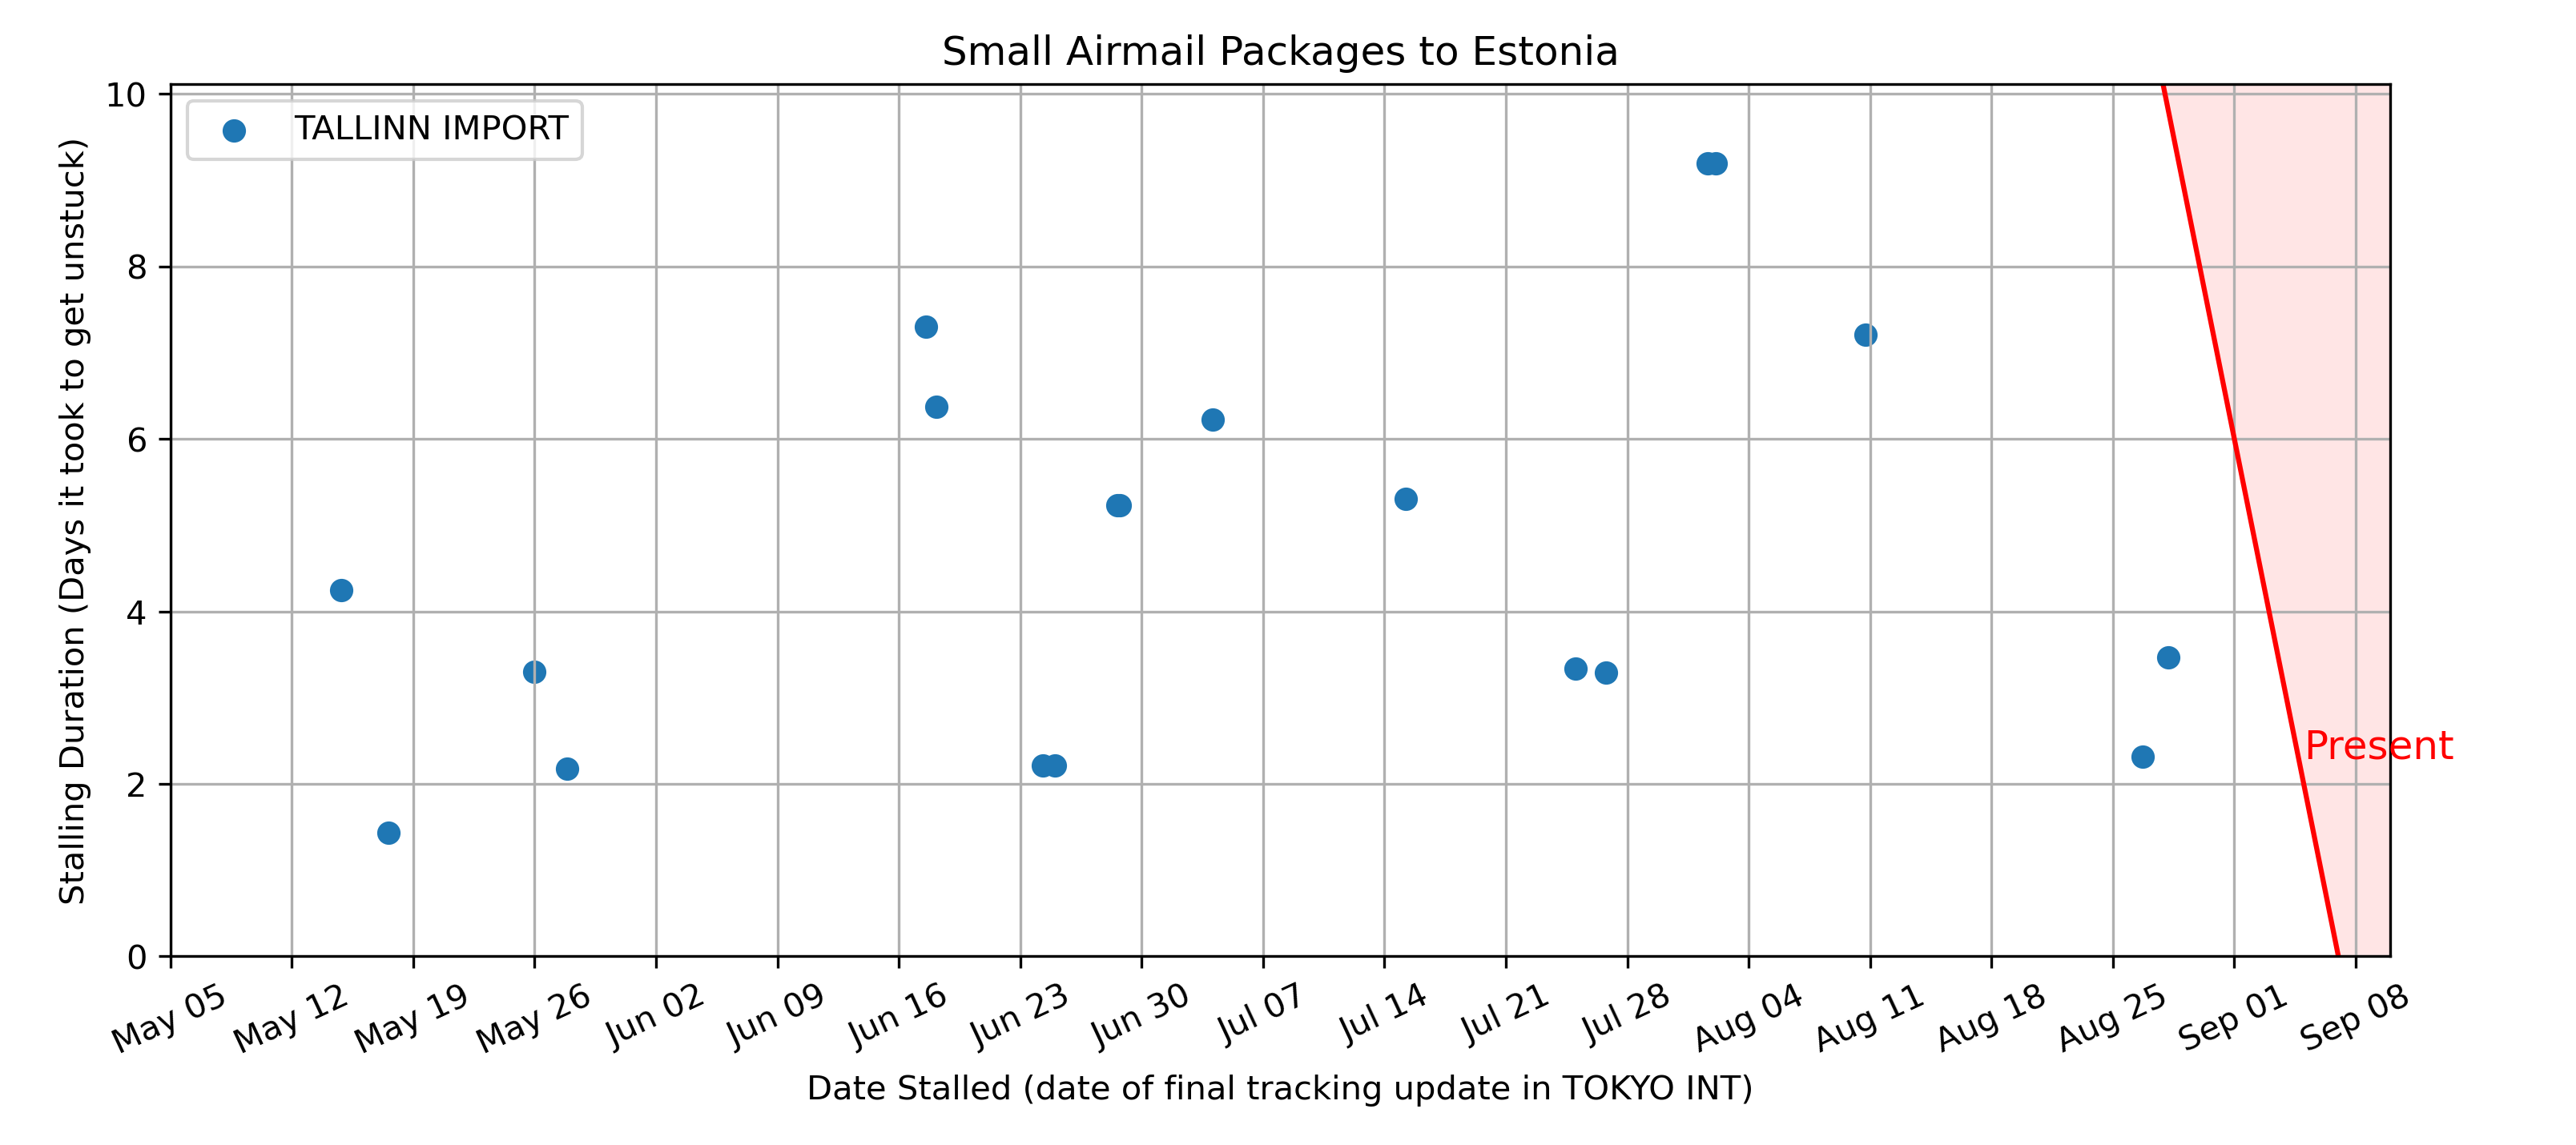 Small Airmail Packages to Estonia
TALLINN IMPORT
Stalling Duration (Days it took to get unstuck)
10
8
6
4
2
0
Present
May 05
May 12
May 19
May 26
Jun 02
Jun 09
Jun 16
Jun 23
Jun 30
Jul 07
Jul 14
Jul 21
Jul 28
Aug 04
Aug 11
Aug 18
Aug 25
Sep 01
Sep 08
Date Stalled (date of final tracking update in TOKYO INT)